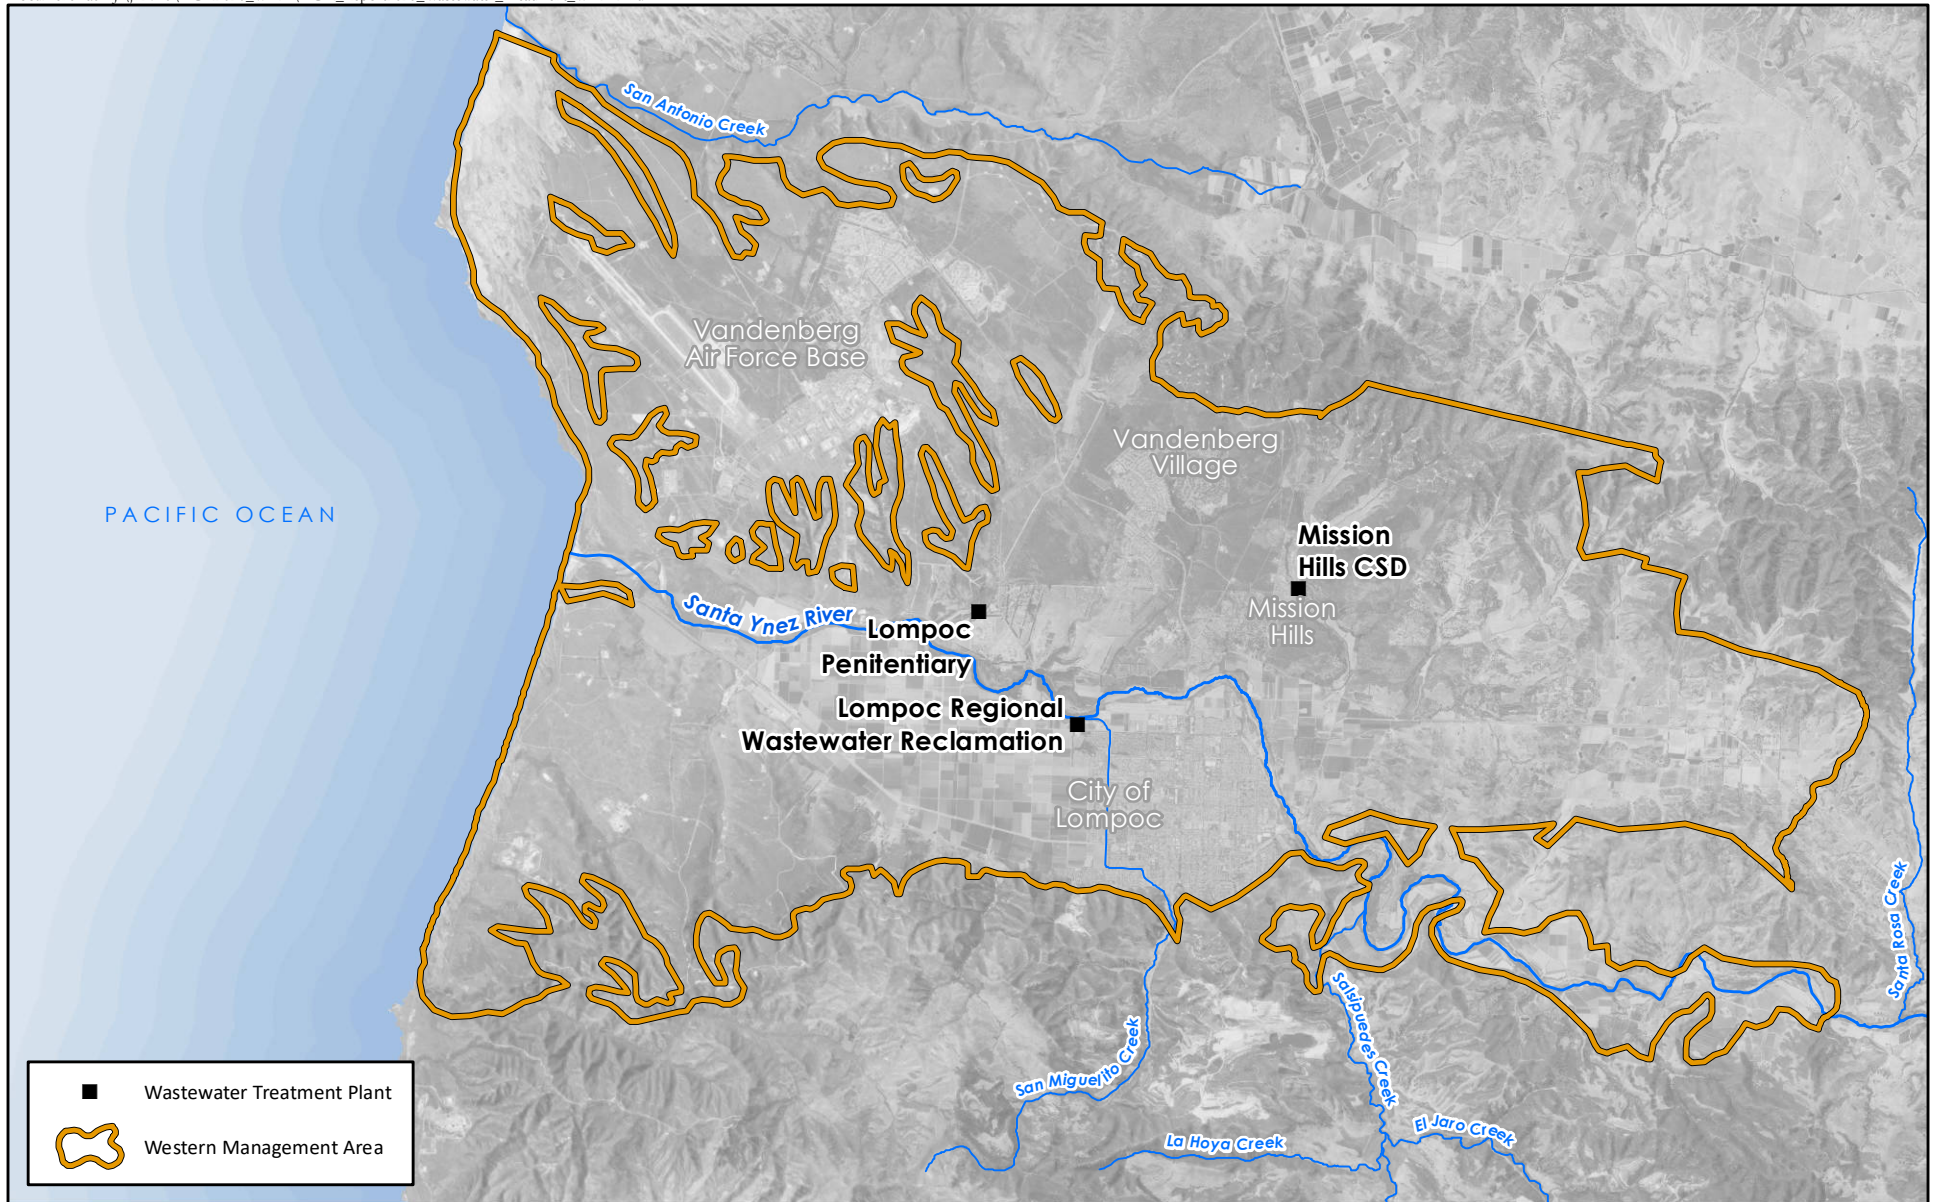 San Antonio Creek
Vandenberg
Air Force Base
Vandenberg
Village
PACIFIC OCEAN
Mission
Hills CSD
Mission
Hills
Santa Ynez River
Lompoc
Penitentiary
Lompoc Regional
Wastewater Reclamation
City of
Lompoc
Santa Rosa Creek
Salsipuedes Creek
San Miguelito Creek
El Jaro Creek
La Hoya Creek
Wastewater Treatment Plant
Western Management Area